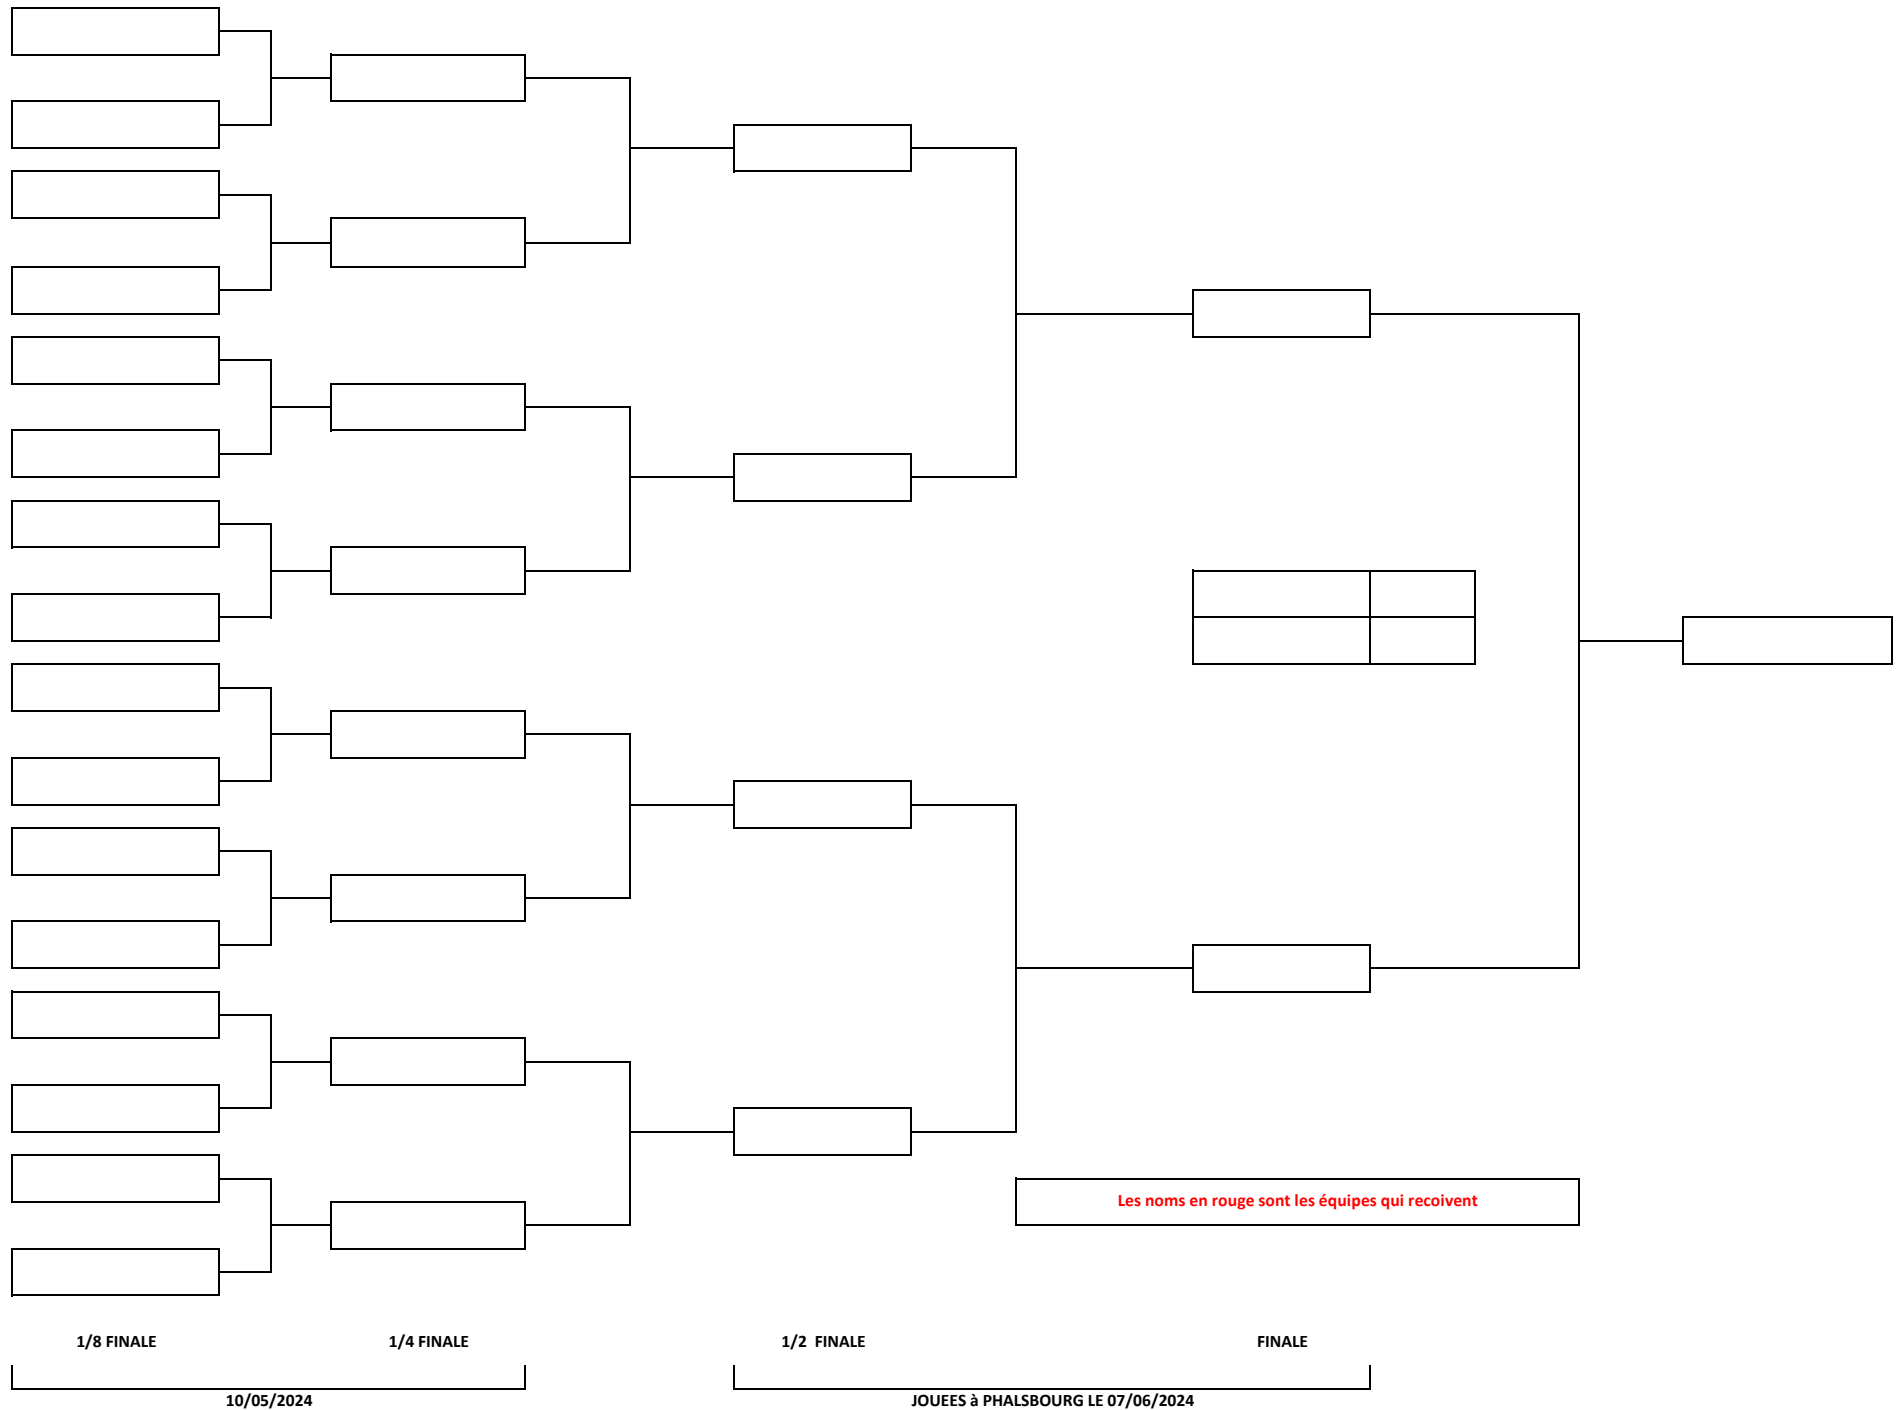 Les noms en rouge sont les équipes qui recoivent
1/8 FINALE
1/4 FINALE
1/2 FINALE
FINALE
10/05/2024
JOUEES à PHALSBOURG LE 07/06/2024